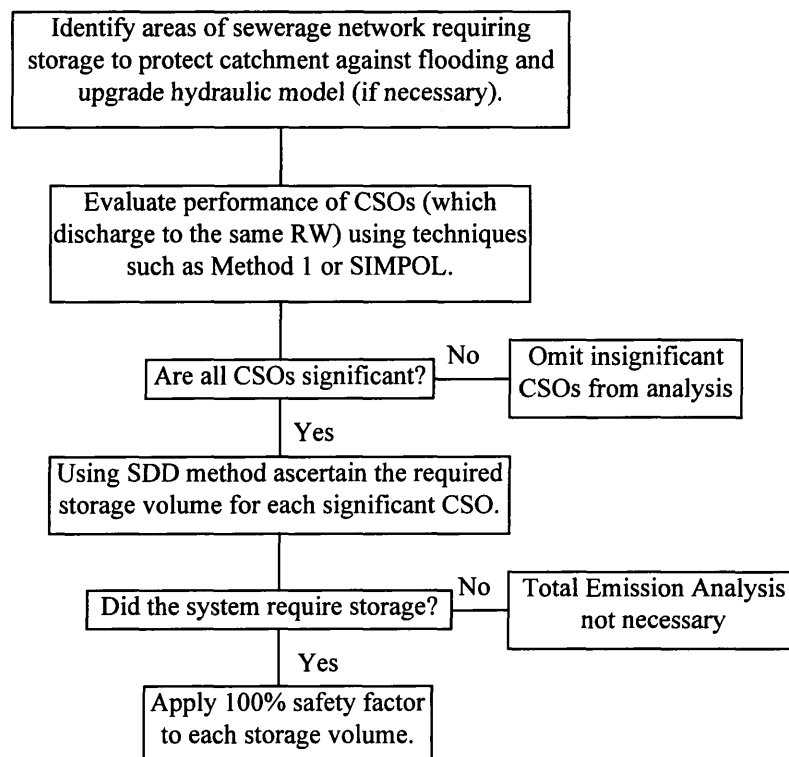 Identify areas of sewerage network requiring
storage to protect catchment against flooding and
upgrade hydraulic model (if necessary).
Evaluate performance of CSOs (which
discharge to the same RW) using techniques
such as Method 1 or SIMPOL.
Are all CSOs significant?
No
Omit insignificant
CSOs from analysis
Yes
Using SDD method ascertain the required
storage volume for each significant CSO.
Did the system require storage?
No
Total Emission Analysis
not necessary
Yes
Apply 100% safety factor
to each storage volume.